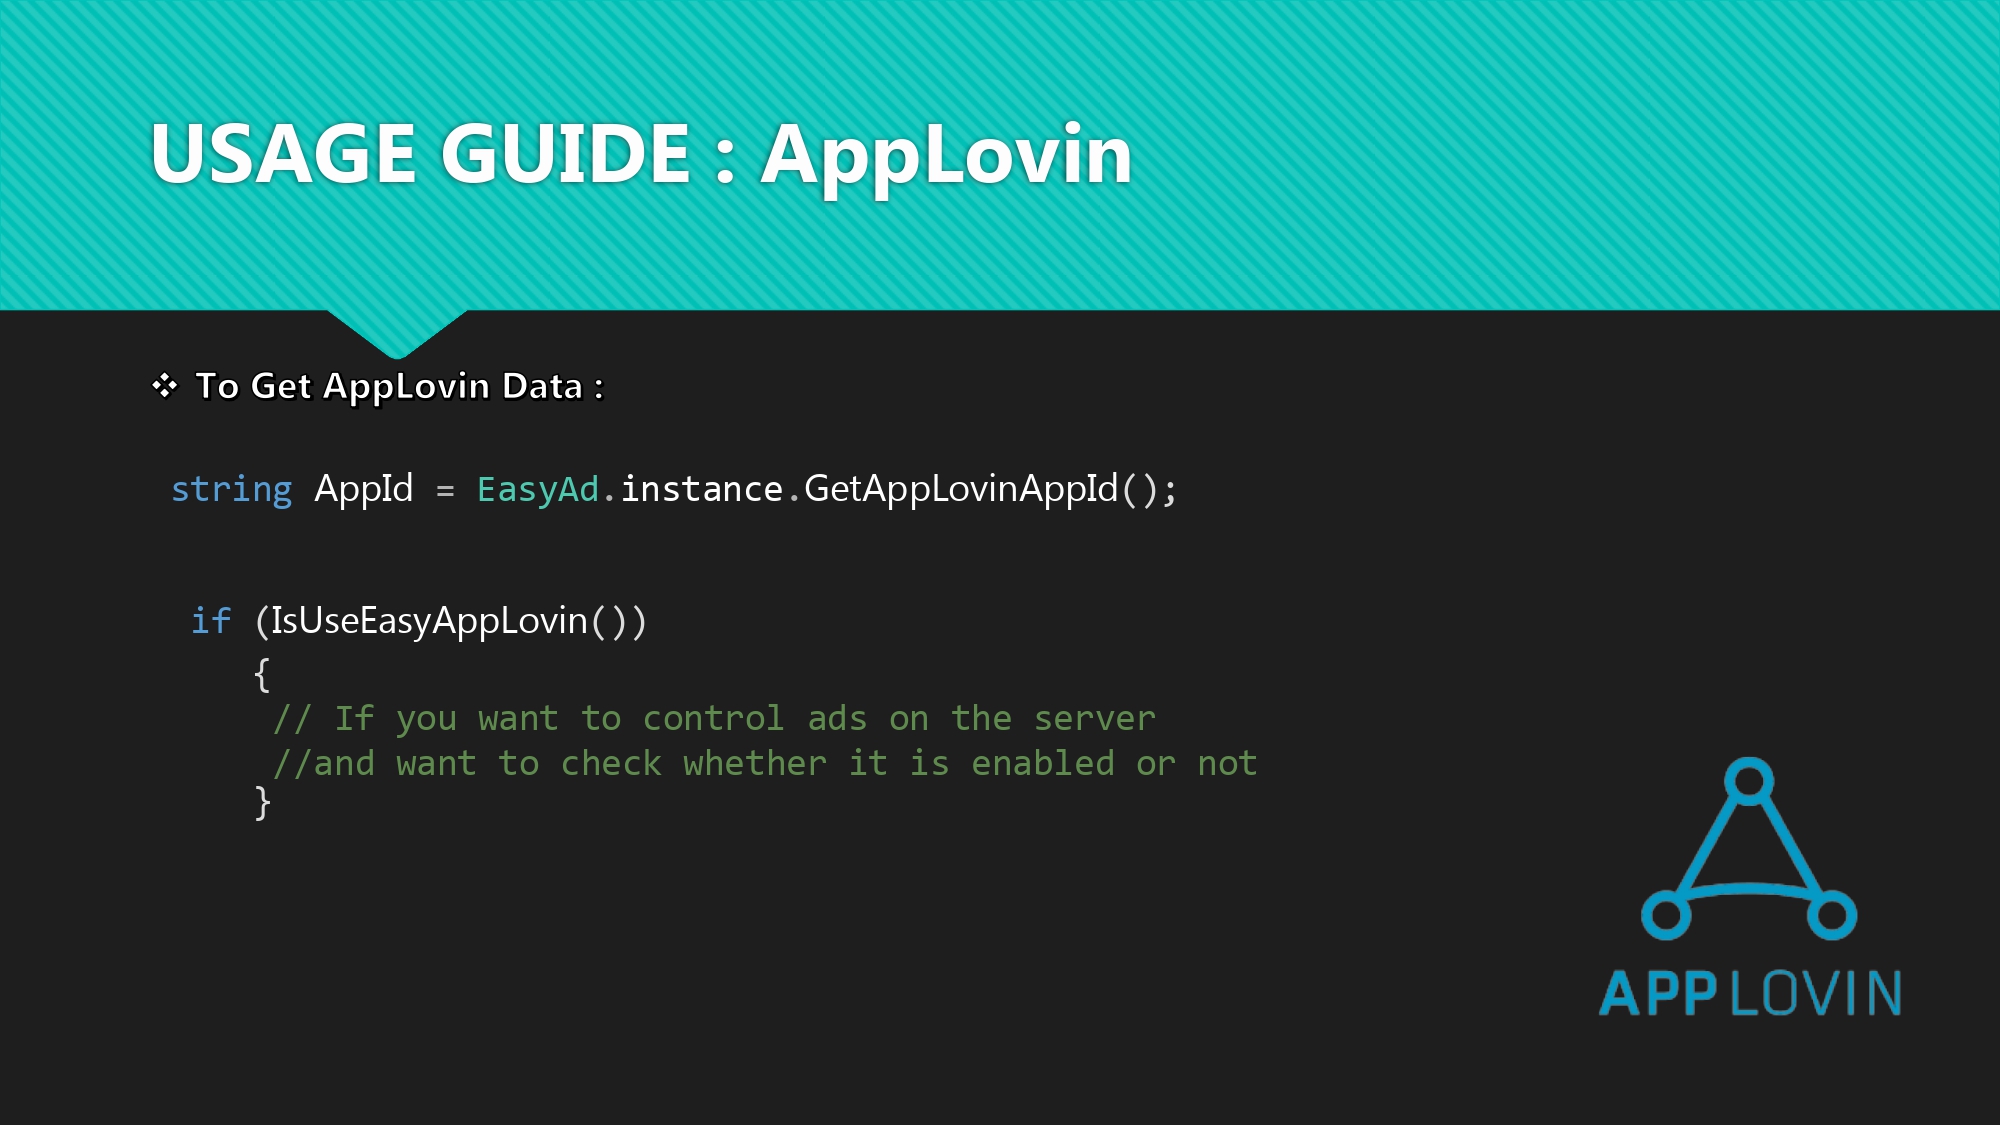 USAGE GUIDE : AppLovin
❖ To Get AppLovin Data :
string AppId = EasyAd.instance.GetAppLovinAppId();
if (IsUseEasyAppLovin())
{
// If you want to control ads on the server
//and want to check whether it is enabled or not
}
APPLOVIN